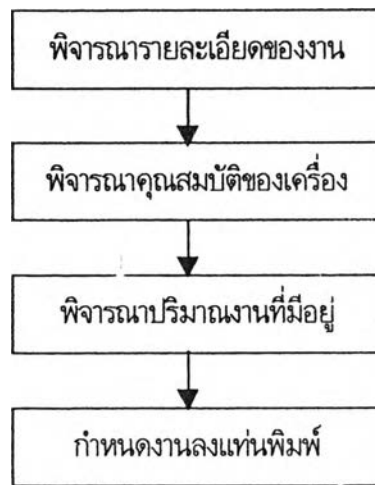 พิจารณารายละเอียดของงาน
พิจารณาคุณสมบัติของเครื่อง
พิจารณาปริมาณงานที่มีอยู่
กำหนดงานลงแท่นพิมพ์